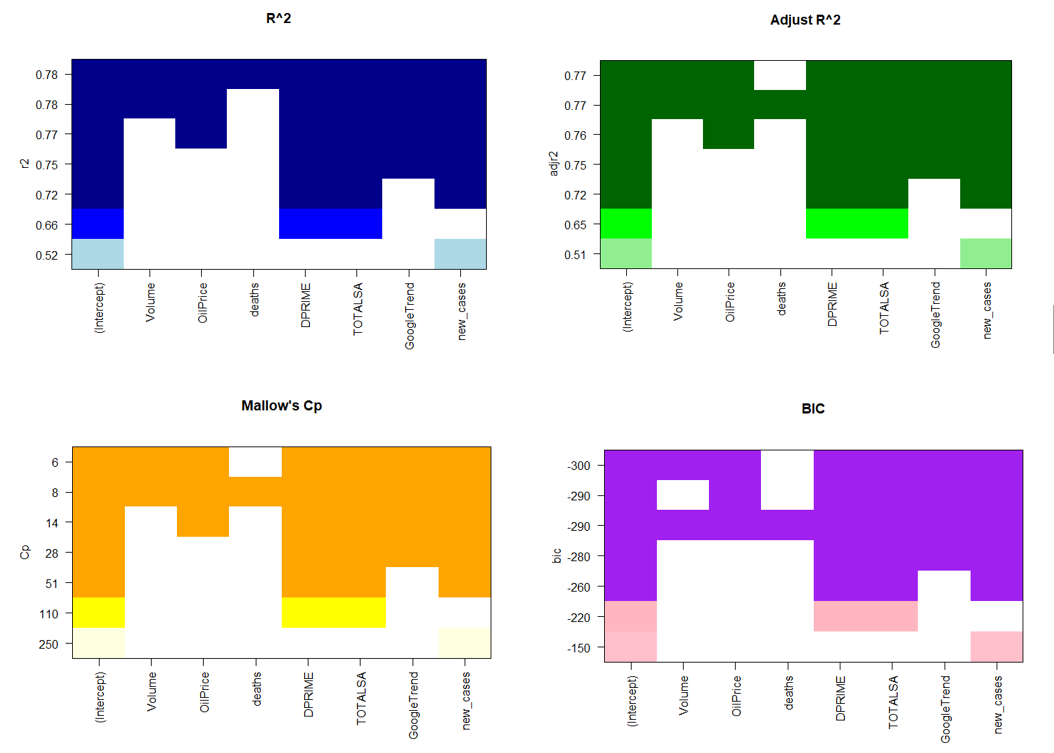 R^2
r2
0.78
0.78
0.77
0.75
0.72
0.66
0.52
(Intercept)
Volume
OilPrice
deaths
DPRIME
TOTALSA
GoogleTrend
new_cases
Adjust R^2
adjr2
0.77
0.77
0.76
0.75
0.72
0.65
0.51
(Intercept)
Volume
OilPrice
deaths
DPRIME
TOTALSA
GoogleTrend
new_cases
Mallow's Cp
Cp
6
8
14
28
51
110
250
(Intercept)
Volume
OilPrice
deaths
DPRIME
TOTALSA
GoogleTrend
new_cases
BIC
bic
-300
-290
-290
-280
-260
-220
-150
(Intercept)
Volume
OilPrice
deaths
DPRIME
TOTALSA
GoogleTrend
new_cases